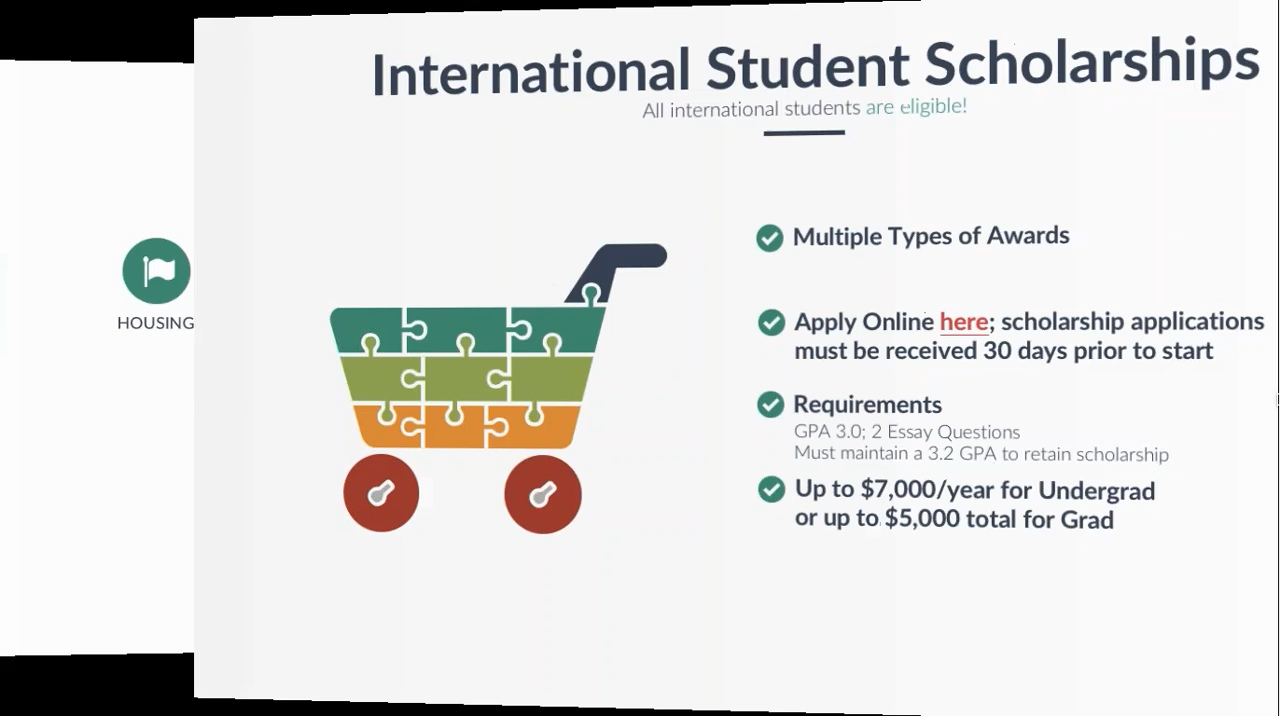 International Student Scholarships
All international students are eligible!
HOUSING
Multiple Types of Awards
Apply Online here; scholarship applications
must be received 30 days prior to start
Requirements
GPA 3.0; 2 Essay Questions
Must maintain a 3.2 GPA to retain scholarship
Up to $7,000/year for Undergrad
or up to $5,000 total for Grad